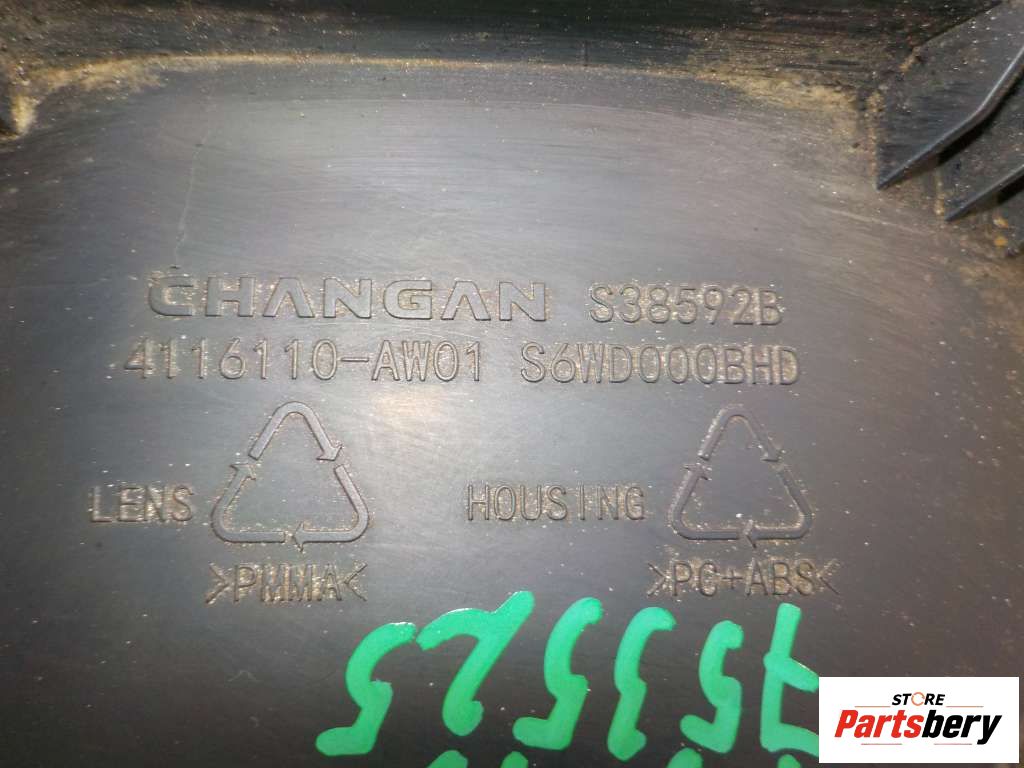 CHANGAN S38592B
4116110-AW01 S6WD000BHD
LENS HOUSING
>PMMA< >PC+ABS<
STORE
Partsbery